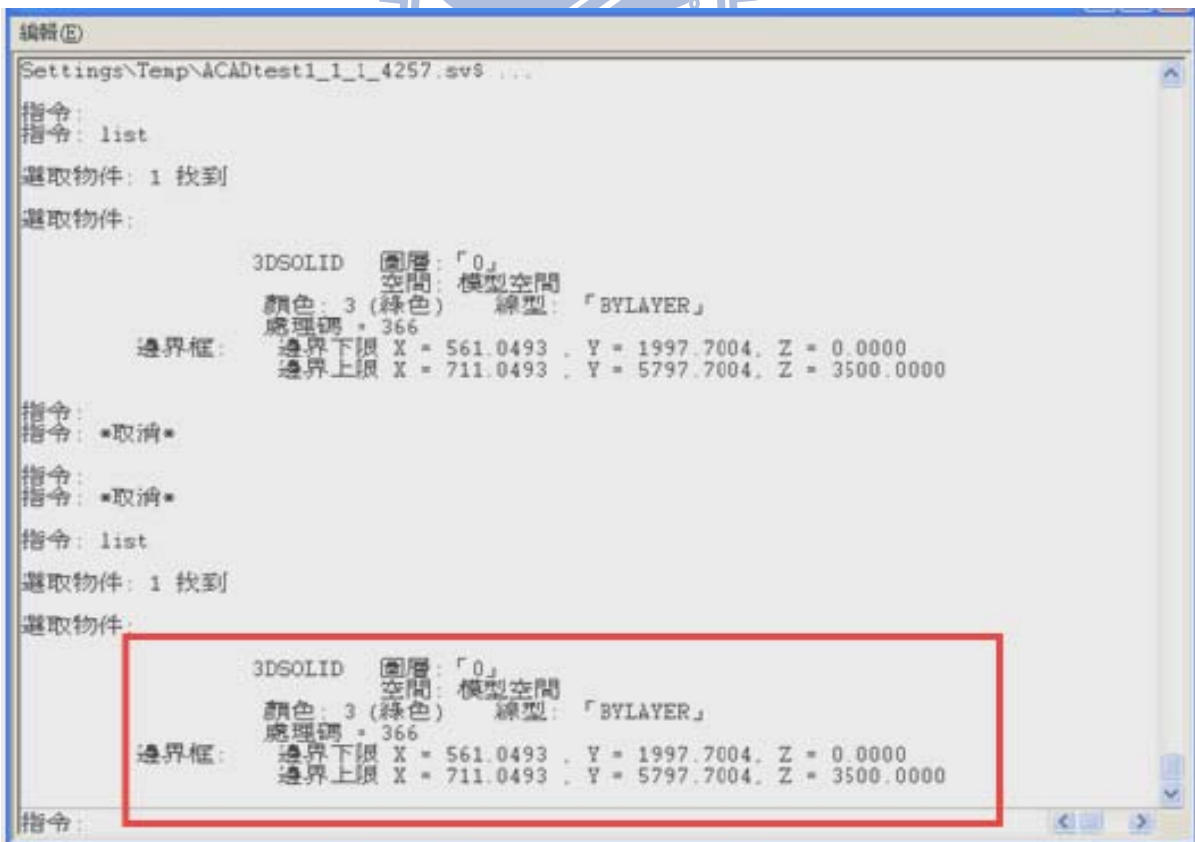 編輯(E)
Settings\Temp\ACADtest1_1_1_4257.sv$ ...
指令:
指令: list
選取物件: 1 找到
選取物件:
3DSOLID 圖層:「0」
空間: 模型空間
顏色: 3 (綠色) 線型: 「BYLAYER」
處理碼 = 366
邊界框: 邊界下限 X = 561.0493 , Y = 1997.7004, Z = 0.0000
邊界上限 X = 711.0493 , Y = 5797.7004, Z = 3500.0000
指令:
指令: *取消*
指令:
指令: *取消*
指令: list
選取物件: 1 找到
選取物件:
3DSOLID 圖層:「0」
空間: 模型空間
顏色: 3 (綠色) 線型: 「BYLAYER」
處理碼 = 366
邊界框: 邊界下限 X = 561.0493 , Y = 1997.7004, Z = 0.0000
邊界上限 X = 711.0493 , Y = 5797.7004, Z = 3500.0000
指令: